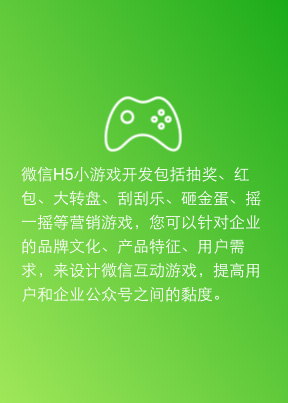 微信H5小游戏开发包括抽奖、红
包、大转盘、刮刮乐、砸金蛋、摇
一摇等营销游戏，您可以针对企业
的品牌文化、产品特征、用户需
求，来设计微信互动游戏，提高用
户和企业公众号之间的黏度。